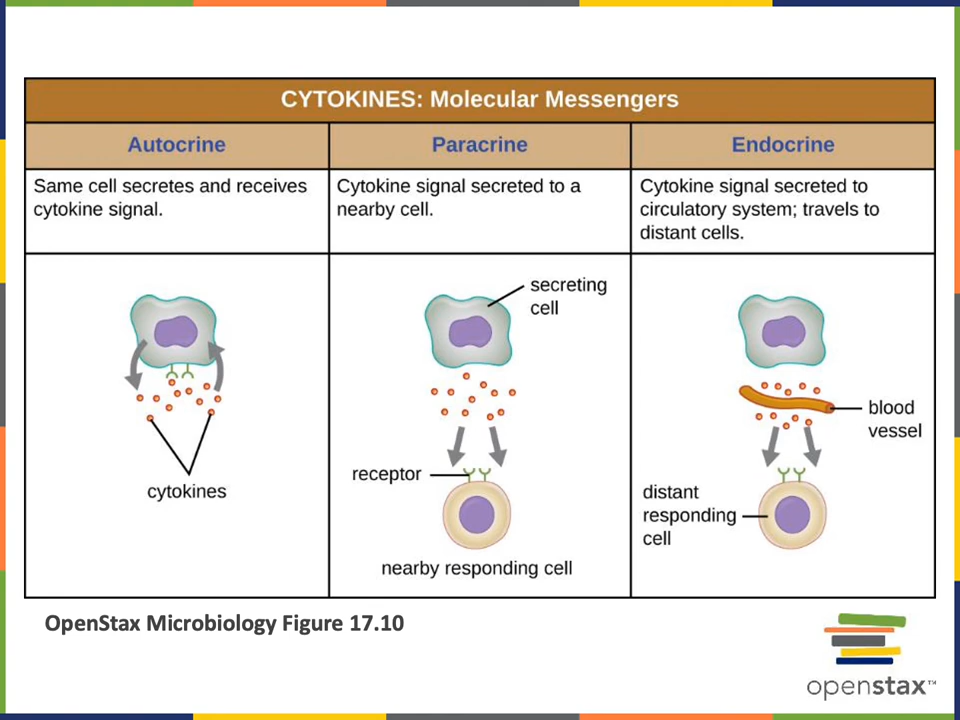 CYTOKINES: Molecular Messengers
Autocrine
Paracrine
Endocrine
Same cell secretes and receives
cytokine signal.
Cytokine signal secreted to a
nearby cell.
Cytokine signal secreted to
circulatory system; travels to
distant cells.
cytokines
secreting
cell
receptor
nearby responding cell
blood
vessel
distant
responding
cell
OpenStax Microbiology Figure 17.10
openstax™